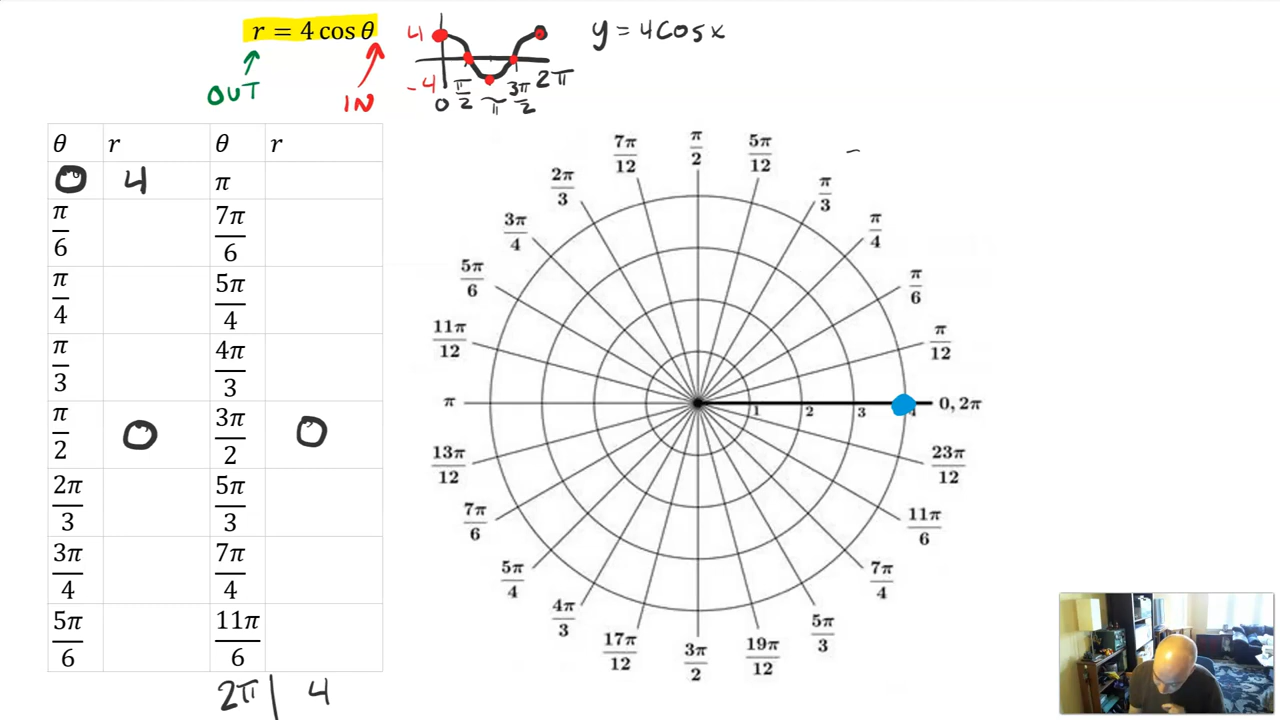 r = 4 cos θ
OUT
IN
4
-4
0 π/2 π 3π/2 2π
y = 4cosx
θ r θ r
0 4 π
π/6 7π/6
π/4 5π/4
π/3 4π/3
π/2 0 3π/2 0
2π/3 5π/3
3π/4 7π/4
5π/6 11π/6
2π | 4
7π/12 π/2 5π/12
2π/3 π/3
3π/4 π/4
5π/6 π/6
11π/12 π/12
π 1 2 3 4 0, 2π
13π/12 23π/12
7π/6 11π/6
5π/4 7π/4
4π/3 5π/3
17π/12 3π/2 19π/12